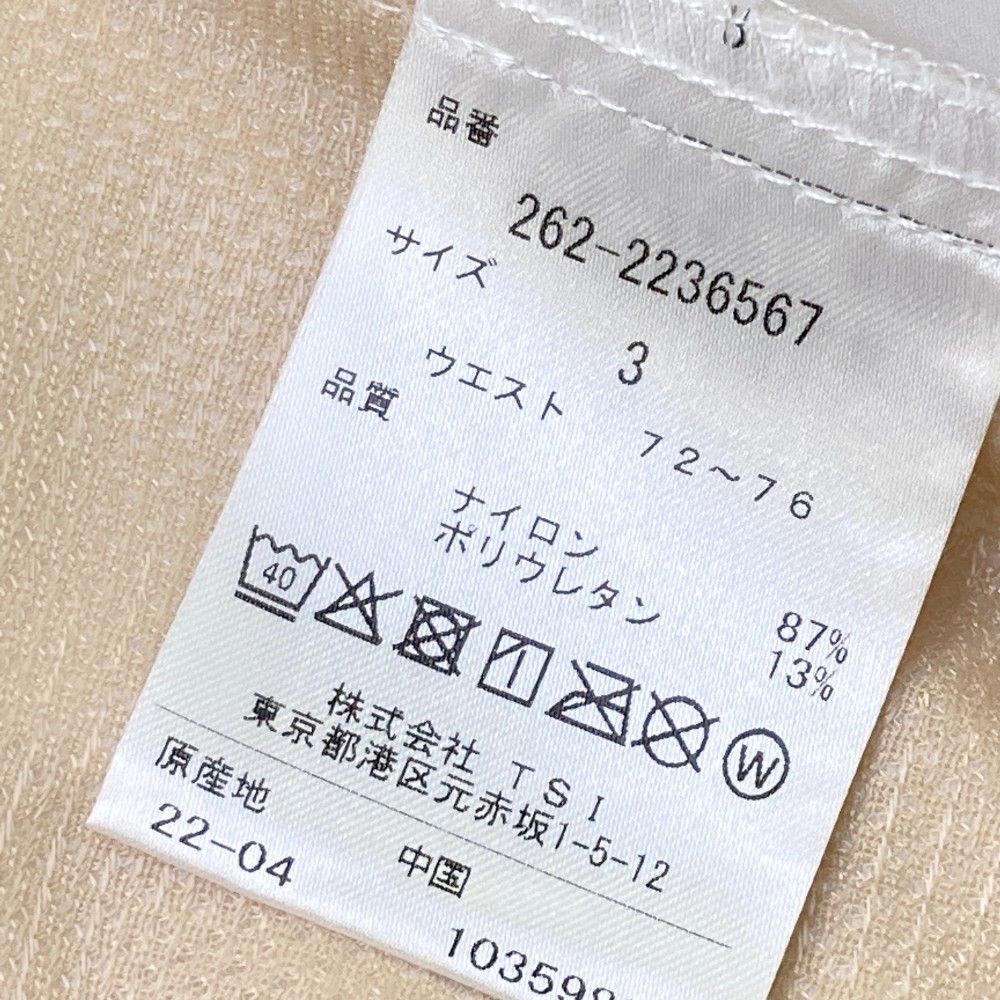 3
品番
262-2236567
サイズ
3
ウエスト 72～76
品質
ナイロン 87%
ポリウレタン 13%
40
W
株式会社 TSI
東京都港区元赤坂1-5-12
原産地
中国
22-04